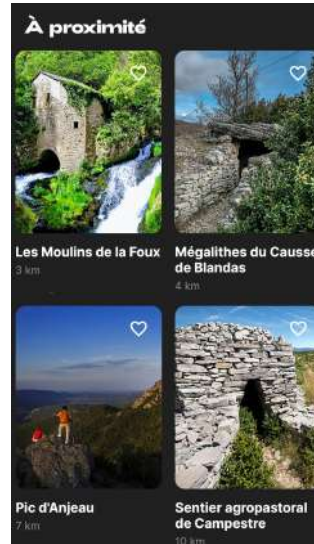 À proximité
Les Moulins de la Foux
3 km
Mégalithes du Causse
de Blandas
4 km
Pic d'Anjeau
7 km
Sentier agropastoral
de Campestre
10 km